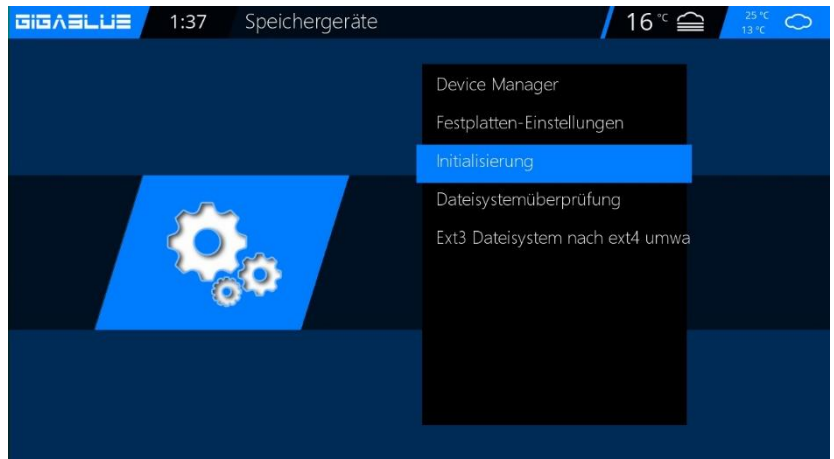 GIGABLUE 1:37 Speichergeräte 16 °C 25 °C
13 °C
Device Manager
Festplatten-Einstellungen
Initialisierung
Dateisystemüberprüfung
Ext3 Dateisystem nach ext4 umwa